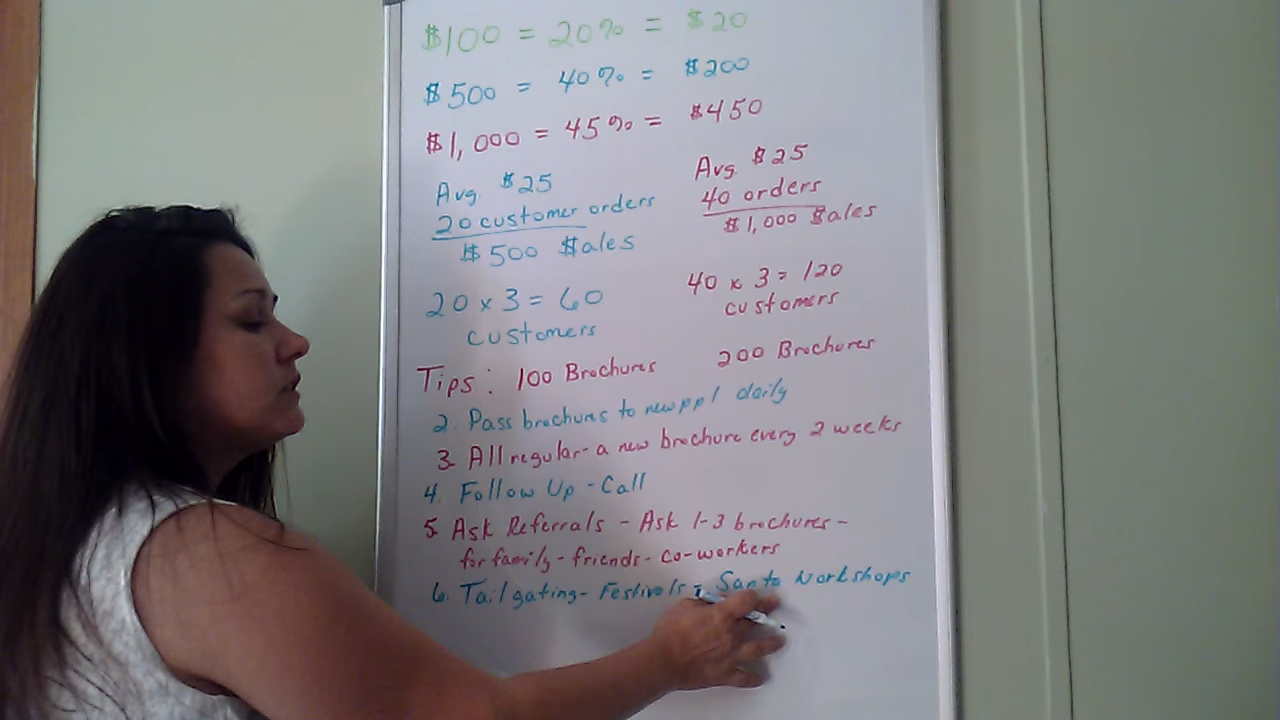 $100 = 20% = $20
$500 = 40% = $200
$1,000 = 45% = $450
Avg. $25
20 customer orders
$500 $ales
20 x 3 = 60
customers
Avg. $25
40 orders
$1,000 $ales
40 x 3 = 120
customers
Tips: 100 Brochures 200 Brochures
2. Pass brochures to new ppl daily
3. All regular - a new brochure every 2 weeks
4. Follow Up - Call
5. Ask Referrals - Ask 1-3 brochures -
for family - friends - co-workers
6. Tailgating - Festivals - Santa Workshops